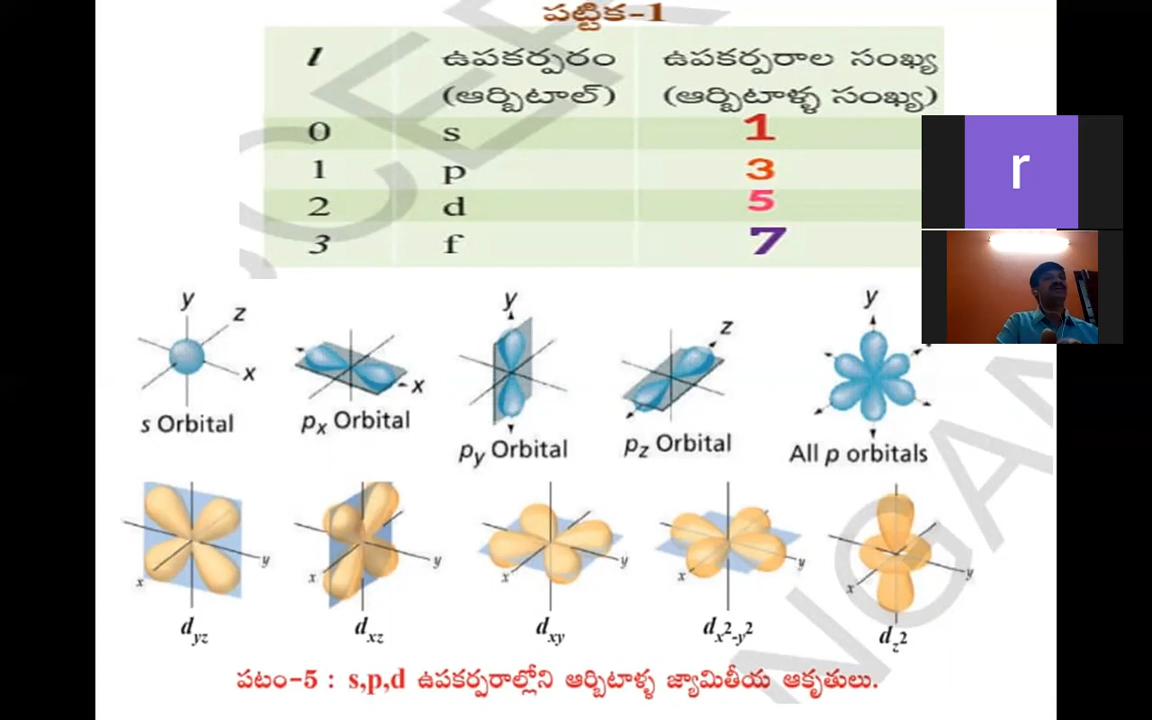 పట్టిక-1
l ఉపకర్పరం ఉపకర్పరాల సంఖ్య
(ఆర్బిటాల్) (ఆర్బిటాళ్ళ సంఖ్య)
0 s 1
1 p 3
2 d 5
3 f 7
r
y z x
s Orbital
x
px Orbital
y
py Orbital
z
pz Orbital
y
All p orbitals
x y
dyz
x y
dxz
x y
dxy
x y
dx²-y²
x y
dz²
పటం-5 : s,p,d ఉపకర్పరాల్లోని ఆర్బిటాళ్ళ జ్యామితీయ ఆకృతులు.